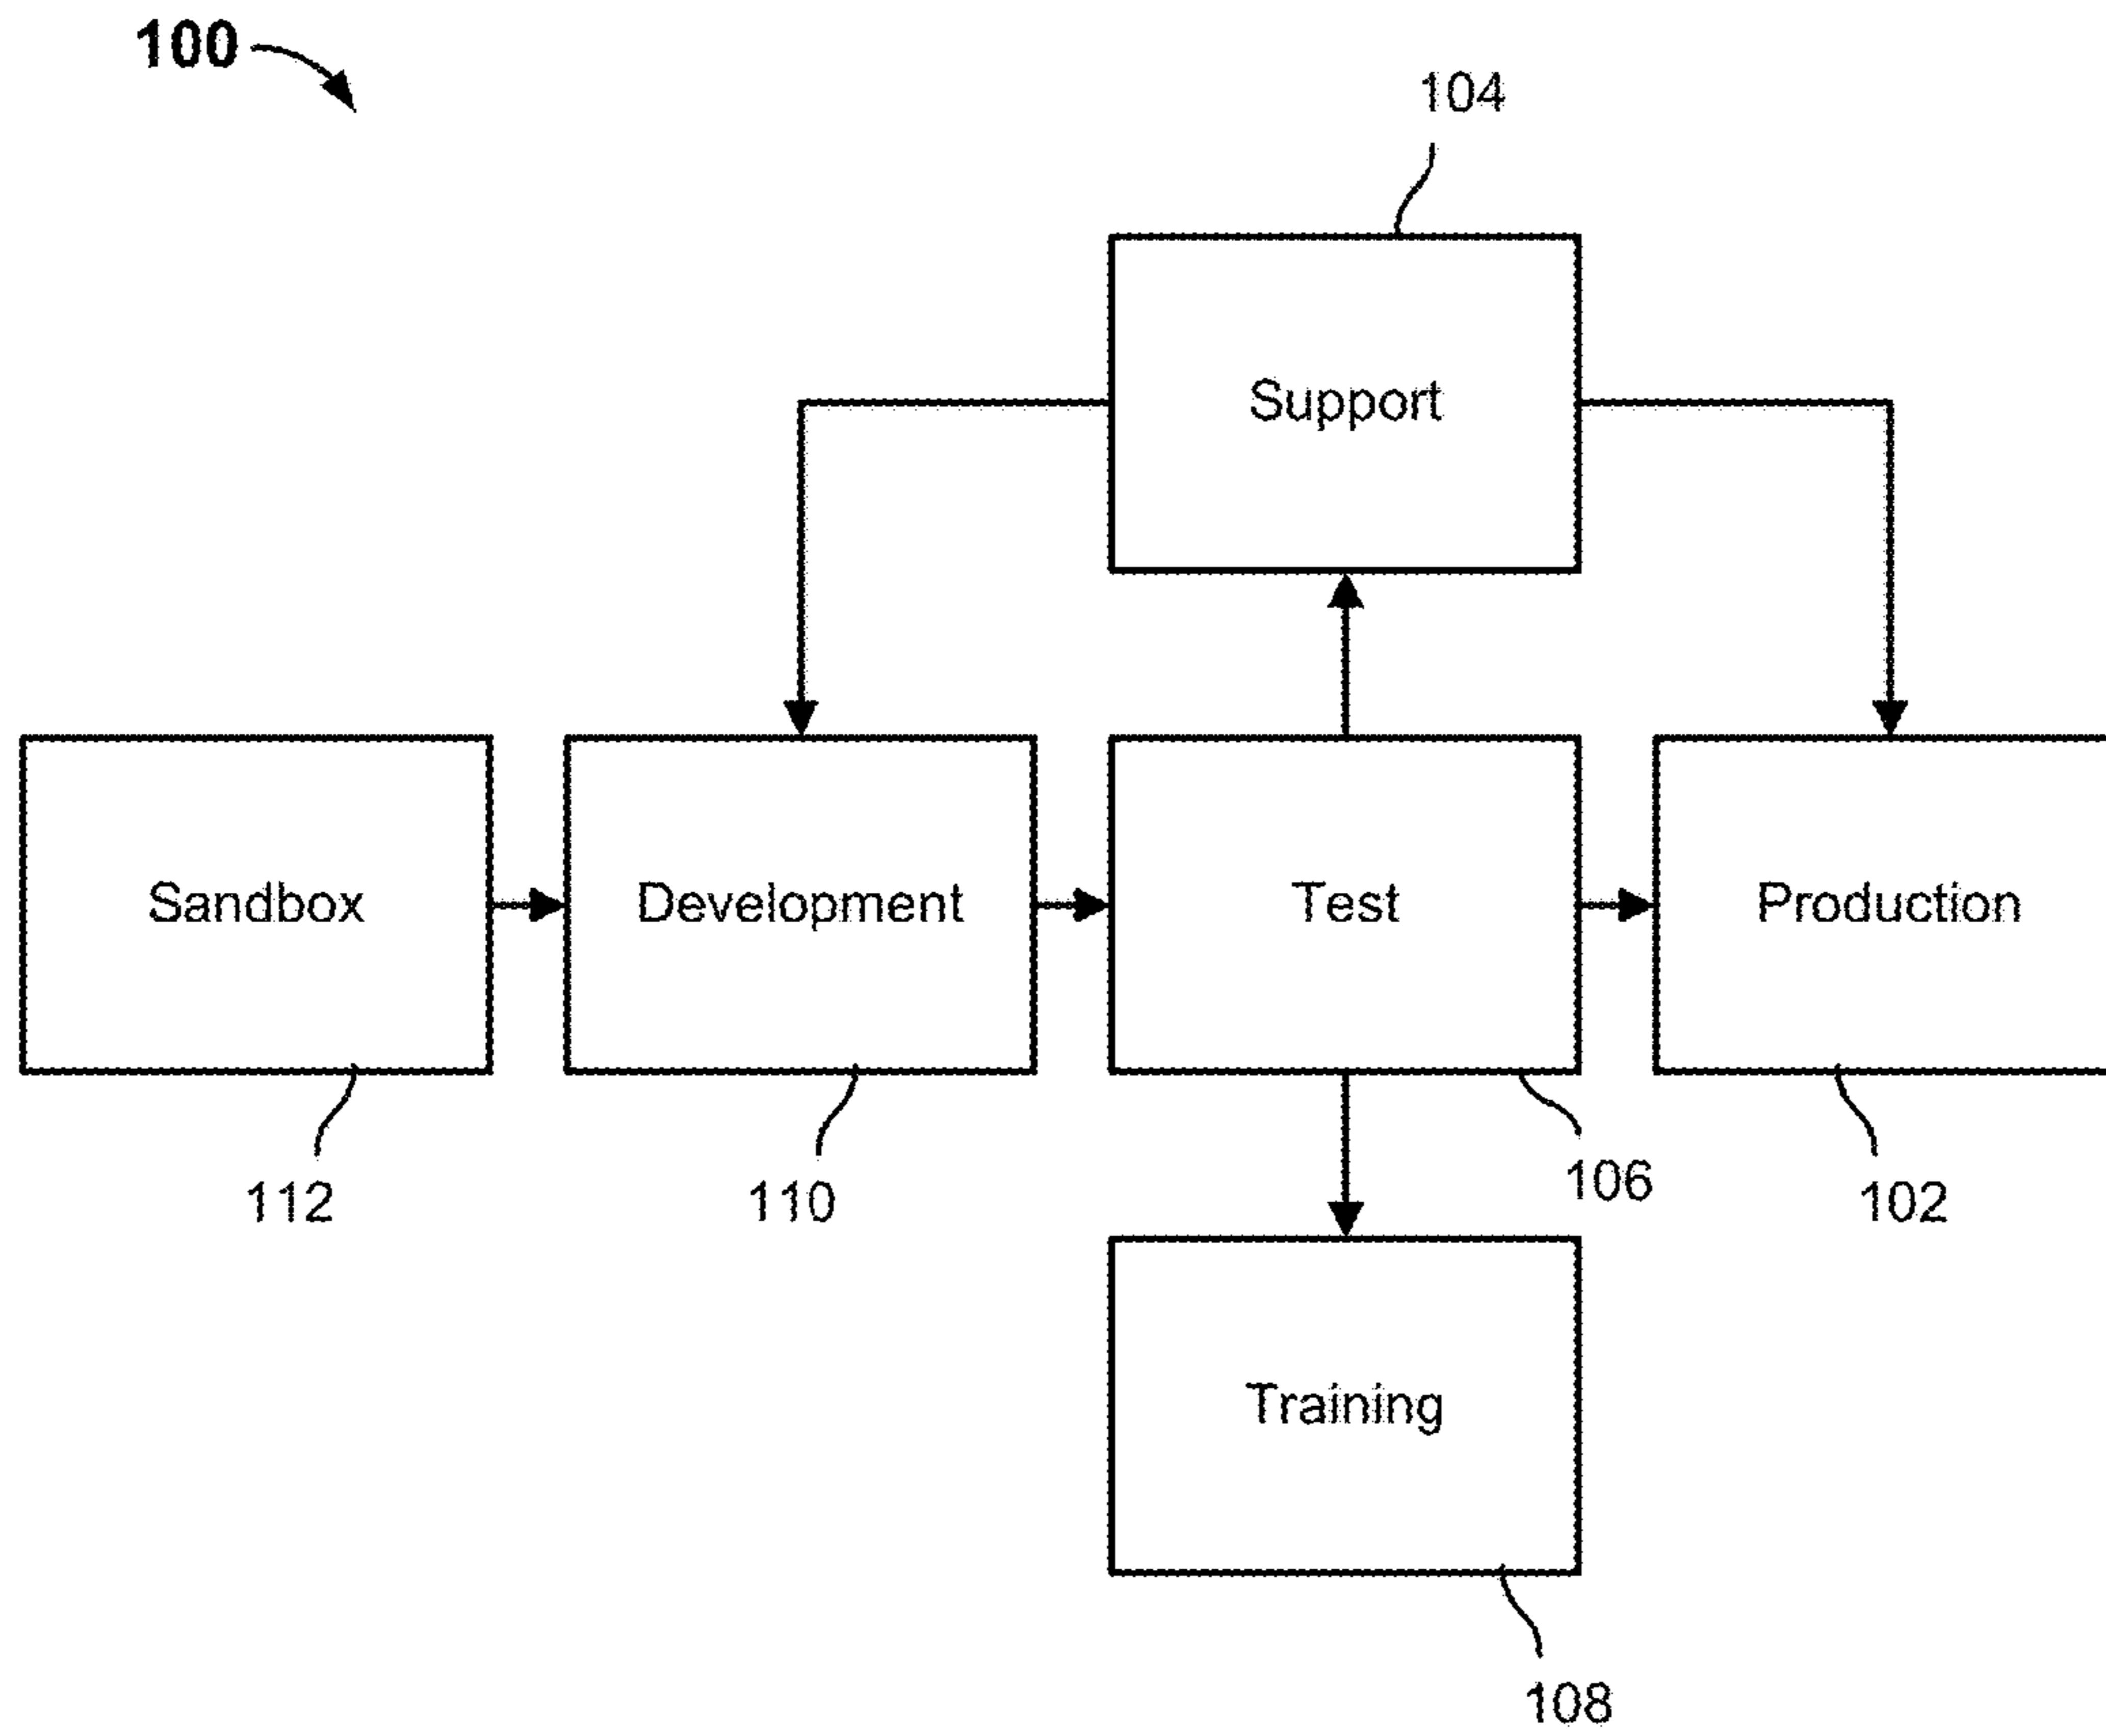 100
104
Support
Sandbox
Development
Test
Production
112
110
106
102
Training
108